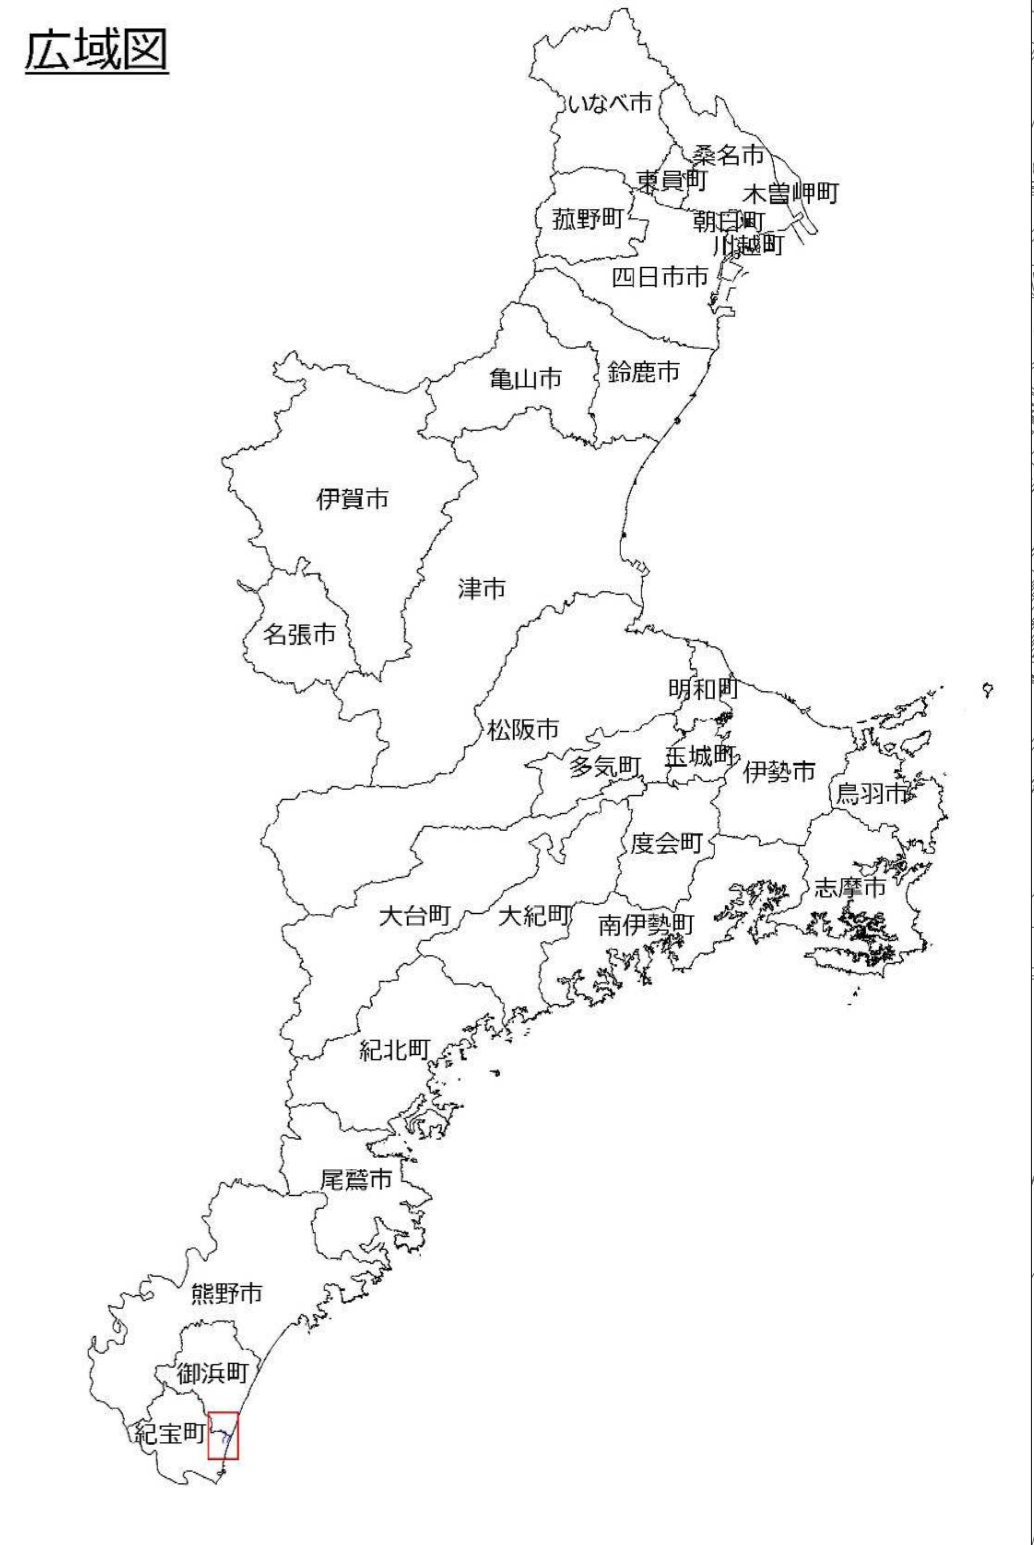 広域図
いなべ市
桑名市
東員町
木曽岬町
菰野町
朝日町
川越町
四日市市
鈴鹿市
亀山市
伊賀市
津市
名張市
明和町
松阪市
玉城町
多気町
伊勢市
鳥羽市
度会町
志摩市
大台町
大紀町
南伊勢町
紀北町
尾鷲市
熊野市
御浜町
紀宝町